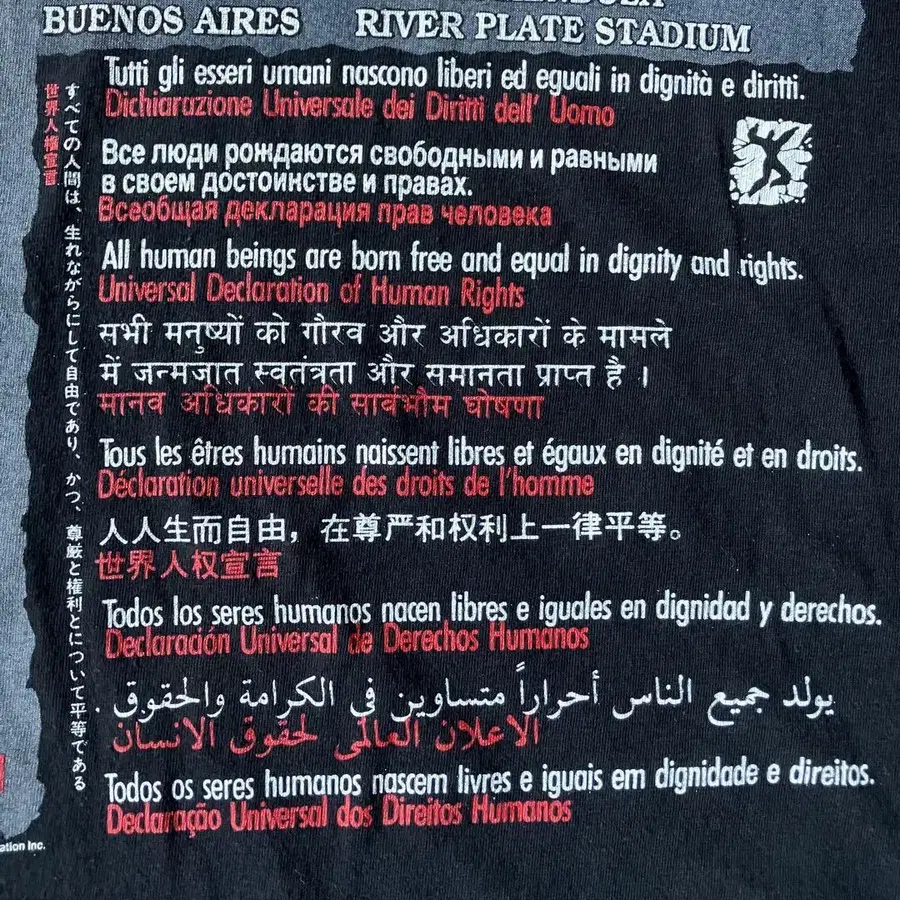 BUENOS AIRES RIVER PLATE STADIUM
Tutti gli esseri umani nascono liberi ed eguali in dignità e diritti.
Dichiarazione Universale dei Diritti dell' Uomo
Все люди рождаются свободными и равными
в своем достоинстве и правах.
Всеобщая декларация прав человека
All human beings are born free and equal in dignity and rights.
Universal Declaration of Human Rights
सभी मनुष्यों को गौरव और अधिकारों के मामले
में जन्मजात स्वतंत्रता और समानता प्राप्त है ।
मानव अधिकारों की सार्वभौम घोषणा
Tous les êtres humains naissent libres et égaux en dignité et en droits.
Déclaration universelle des droits de l'homme
人人生而自由，在尊严和权利上一律平等。
世界人权宣言
Todos los seres humanos nacen libres e iguales en dignidad y derechos.
Declaración Universal de Derechos Humanos
يولد جميع الناس أحراراً متساوين في الكرامة والحقوق .
الاعلان العالمى لحقوق الانسان
Todos os seres humanos nascem livres e iguais em dignidade e direitos.
Declaração Universal dos Direitos Humanos
すべての人間は、生れながらにして自由であり、かつ、尊厳と権利とについて平等である
世界人権宣言
ation Inc.